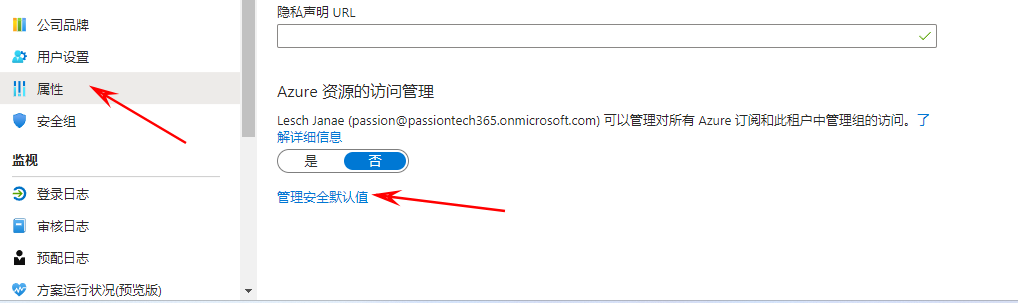 公司品牌
用户设置
属性
安全组
监视
登录日志
审核日志
预配日志
方案运行状况(预览版)
隐私声明 URL
Azure 资源的访问管理
Lesch Janae (passion@passiontech365.onmicrosoft.com) 可以管理对所有 Azure 订阅和此租户中管理组的访问。了
解详细信息
是 否
管理安全默认值